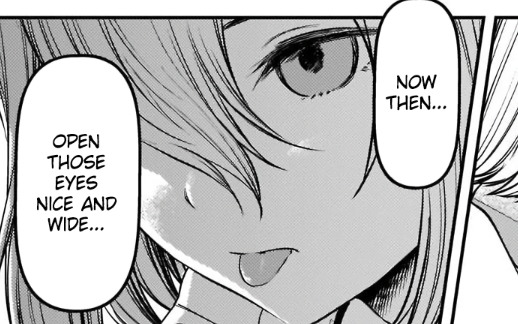 NOW
THEN...
OPEN
THOSE
EYES
NICE AND
WIDE...